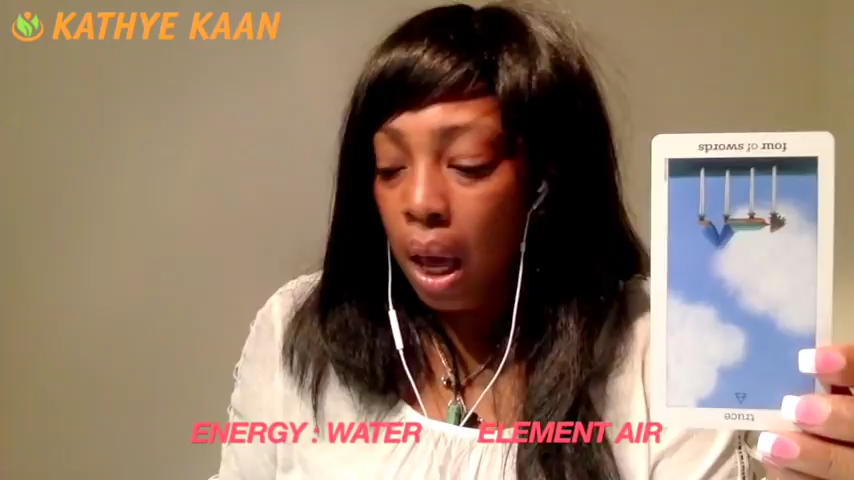 KATHYE KAAN
four of swords
truce
ENERGY : WATER ELEMENT AIR